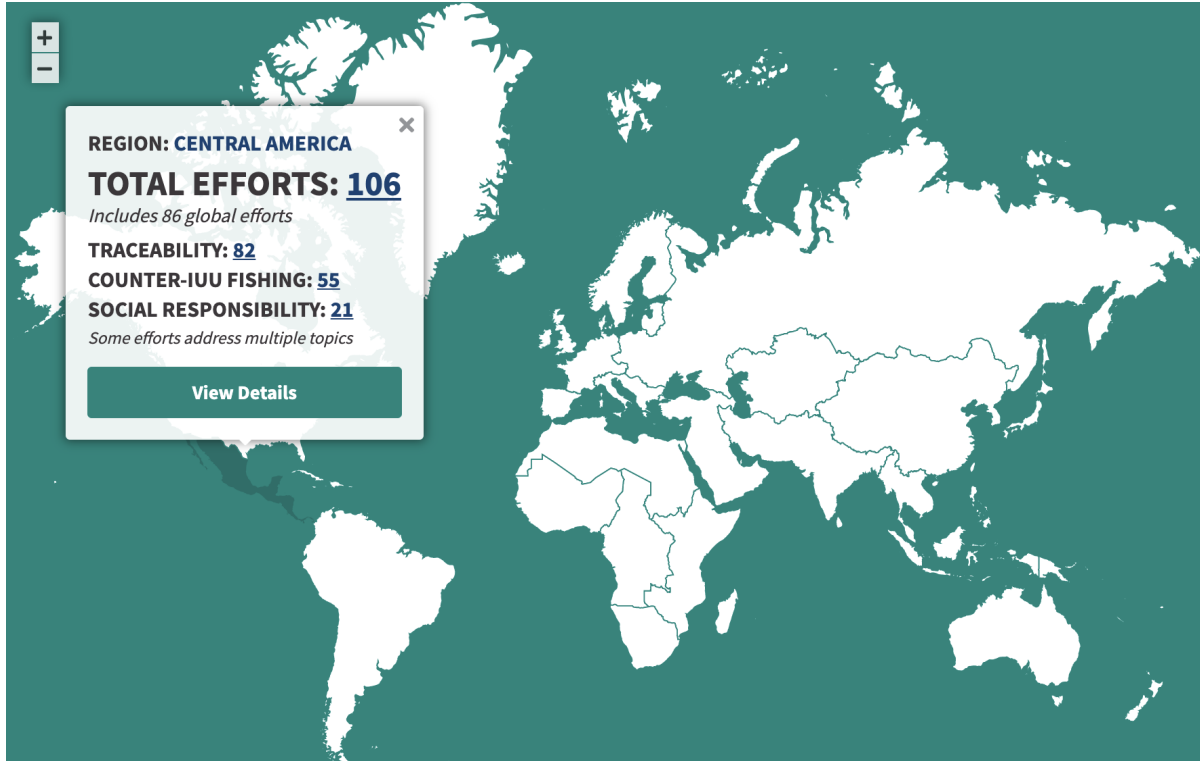 +
−
×
REGION: CENTRAL AMERICA
TOTAL EFFORTS: 106
Includes 86 global efforts
TRACEABILITY: 82
COUNTER-IUU FISHING: 55
SOCIAL RESPONSIBILITY: 21
Some efforts address multiple topics
View Details